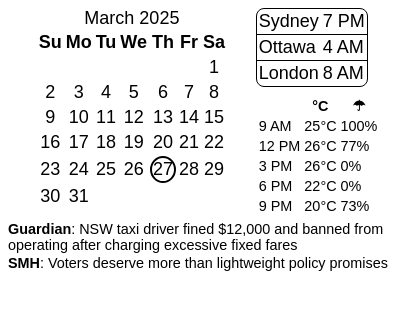 March 2025
Su Mo Tu We Th Fr Sa
1
2 3 4 5 6 7 8
9 10 11 12 13 14 15
16 17 18 19 20 21 22
23 24 25 26 27 28 29
30 31
Sydney 7 PM
Ottawa 4 AM
London 8 AM
°C ☂
9 AM 25°C 100%
12 PM 26°C 77%
3 PM 26°C 0%
6 PM 22°C 0%
9 PM 20°C 73%
Guardian: NSW taxi driver fined $12,000 and banned from
operating after charging excessive fixed fares
SMH: Voters deserve more than lightweight policy promises